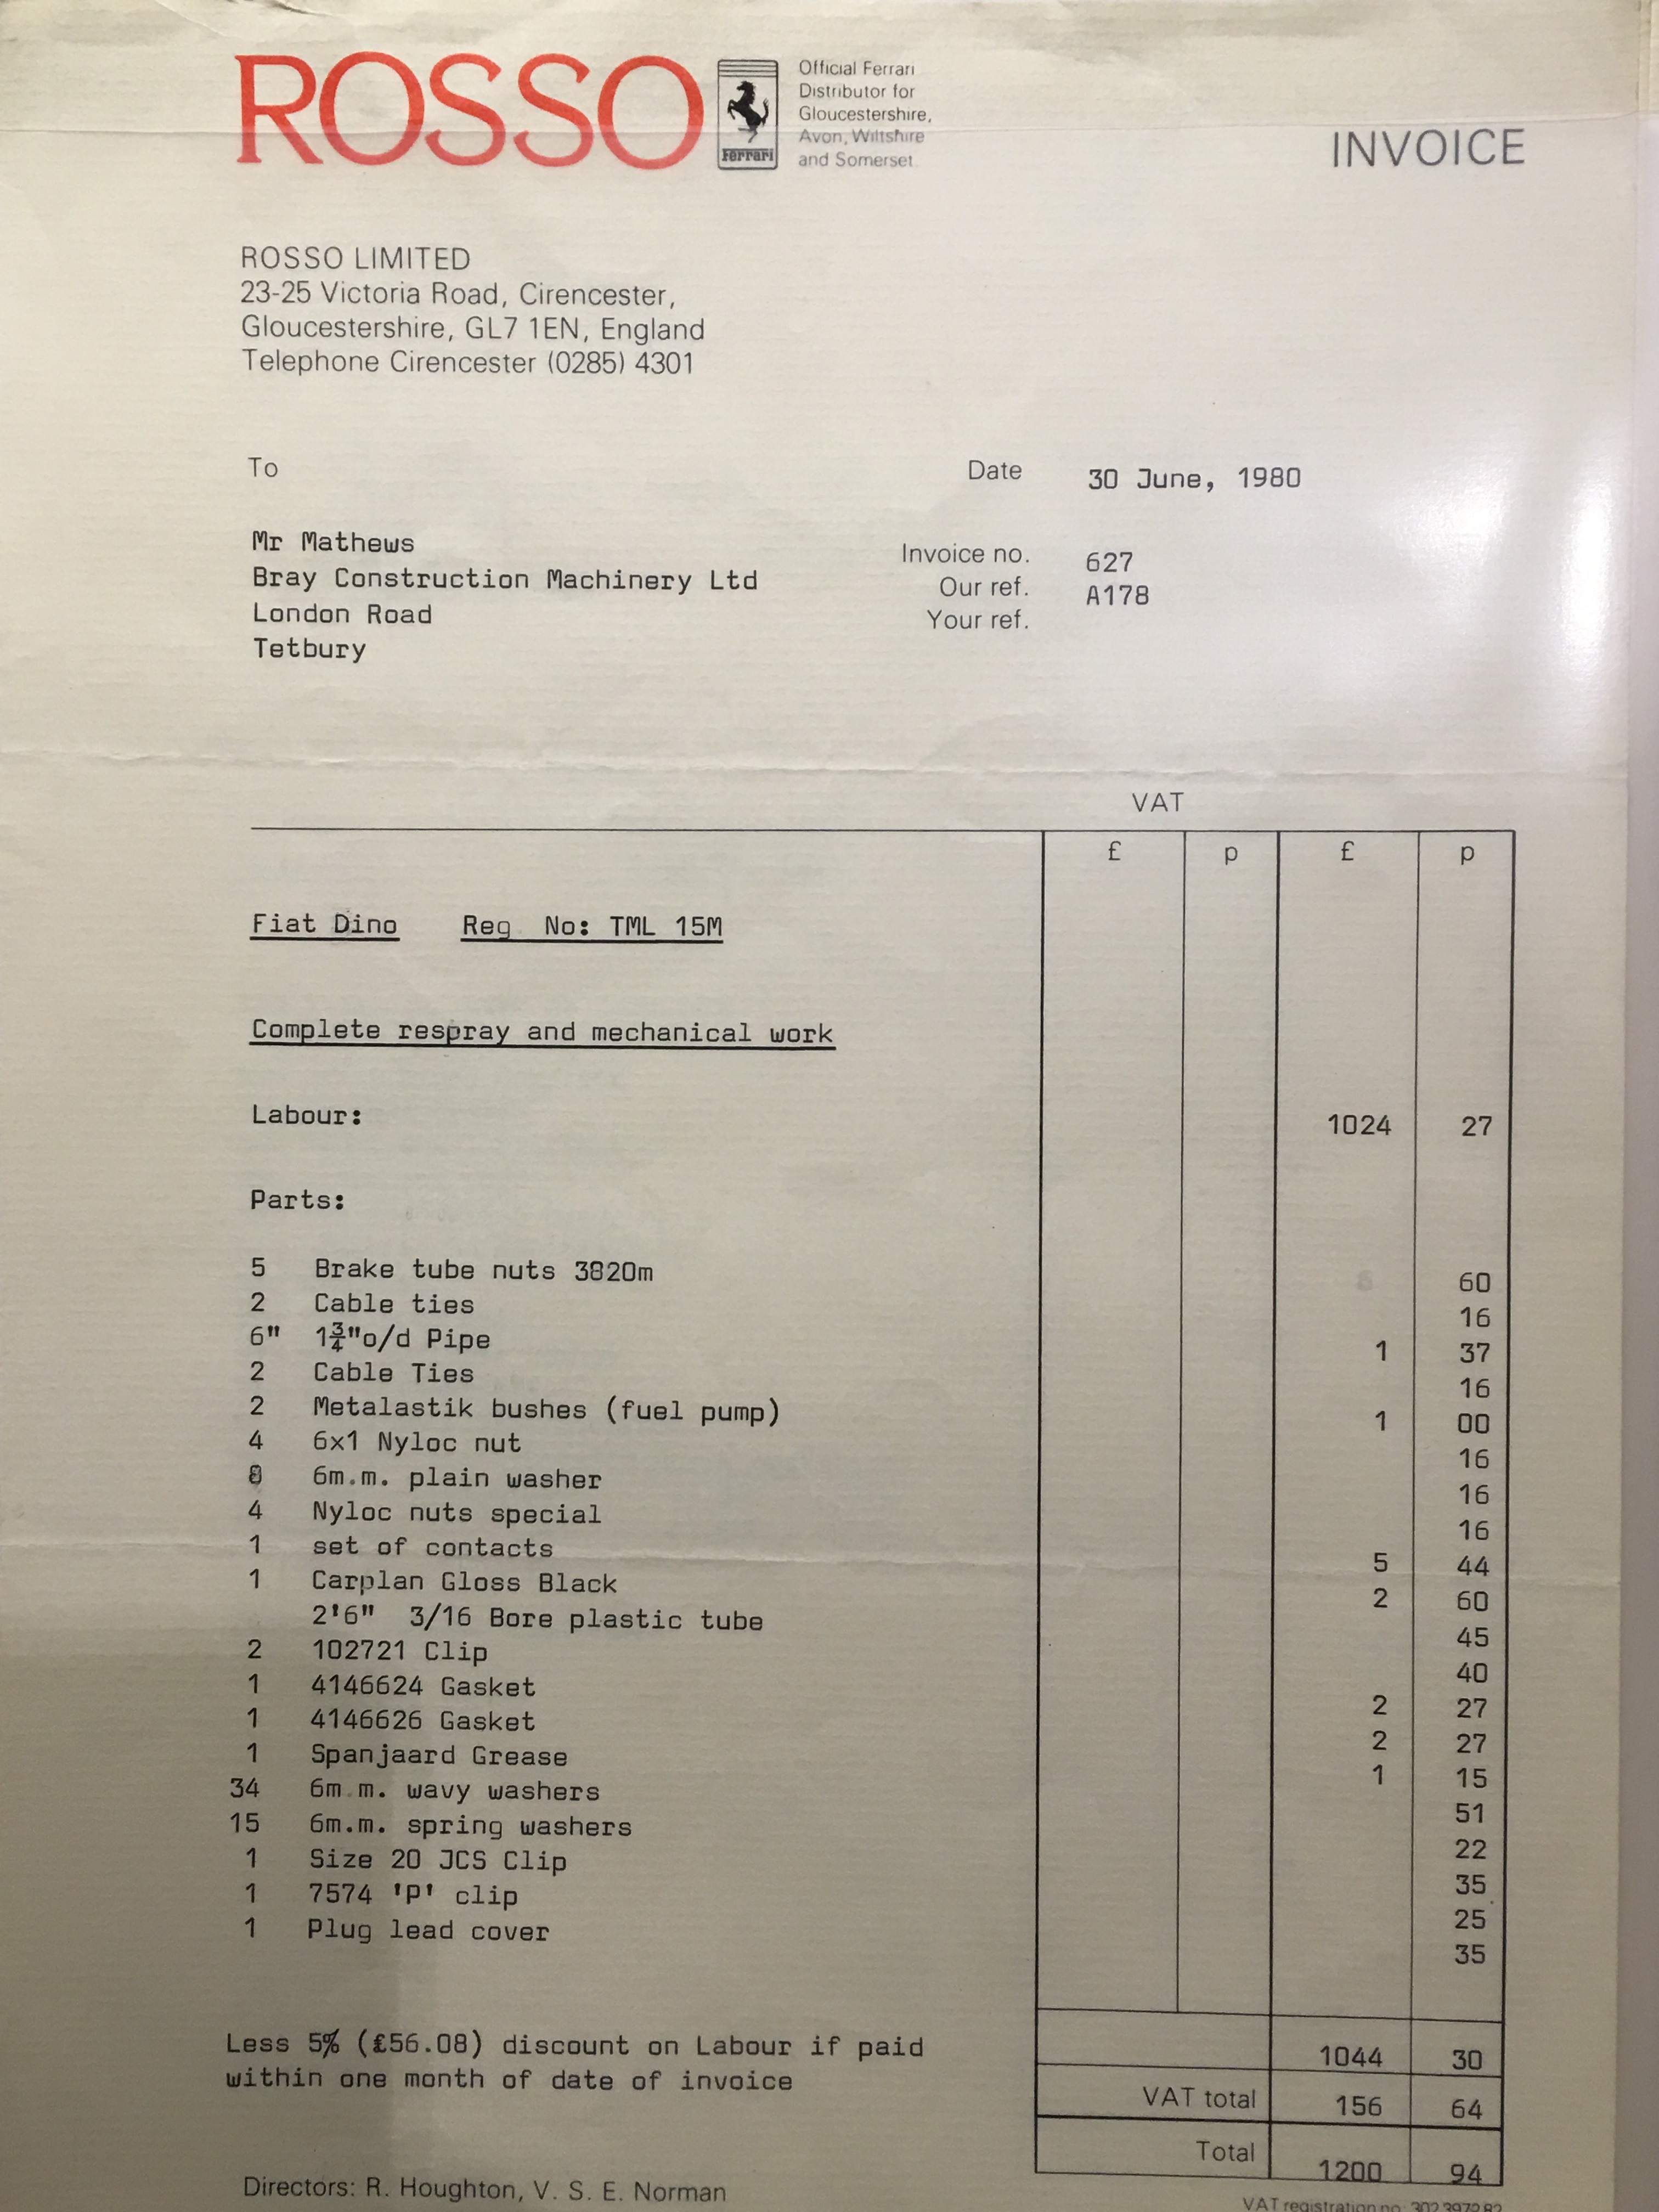 ROSSO
Ferrari
Official Ferrari
Distributor for
Gloucestershire,
Avon, Wiltshire
and Somerset.
INVOICE
ROSSO LIMITED
23-25 Victoria Road, Cirencester,
Gloucestershire, GL7 1EN, England
Telephone Cirencester (0285) 4301
To
Date 30 June, 1980
Mr Mathews
Bray Construction Machinery Ltd
London Road
Tetbury
Invoice no. 627
Our ref. A178
Your ref.
VAT
£ p £ p
Fiat Dino Reg No: TML 15M
Complete respray and mechanical work
Labour: 1024 27
Parts:
5 Brake tube nuts 3820m 60
2 Cable ties 16
6" 1¾"o/d Pipe 1 37
2 Cable Ties 16
2 Metalastik bushes (fuel pump) 1 00
4 6x1 Nyloc nut 16
8 6m.m. plain washer 16
4 Nyloc nuts special 16
1 set of contacts 5 44
1 Carplan Gloss Black 2 60
2'6" 3/16 Bore plastic tube 45
2 102721 Clip 40
1 4146624 Gasket 2 27
1 4146626 Gasket 2 27
1 Spanjaard Grease 1 15
34 6m.m. wavy washers 51
15 6m.m. spring washers 22
1 Size 20 JCS Clip 35
1 7574 'P' clip 25
1 Plug lead cover 35
Less 5% (£56.08) discount on Labour if paid
within one month of date of invoice
1044 30
VAT total 156 64
Total 1200 94
Directors: R. Houghton, V. S. E. Norman
VAT registration no: 302 3972 82